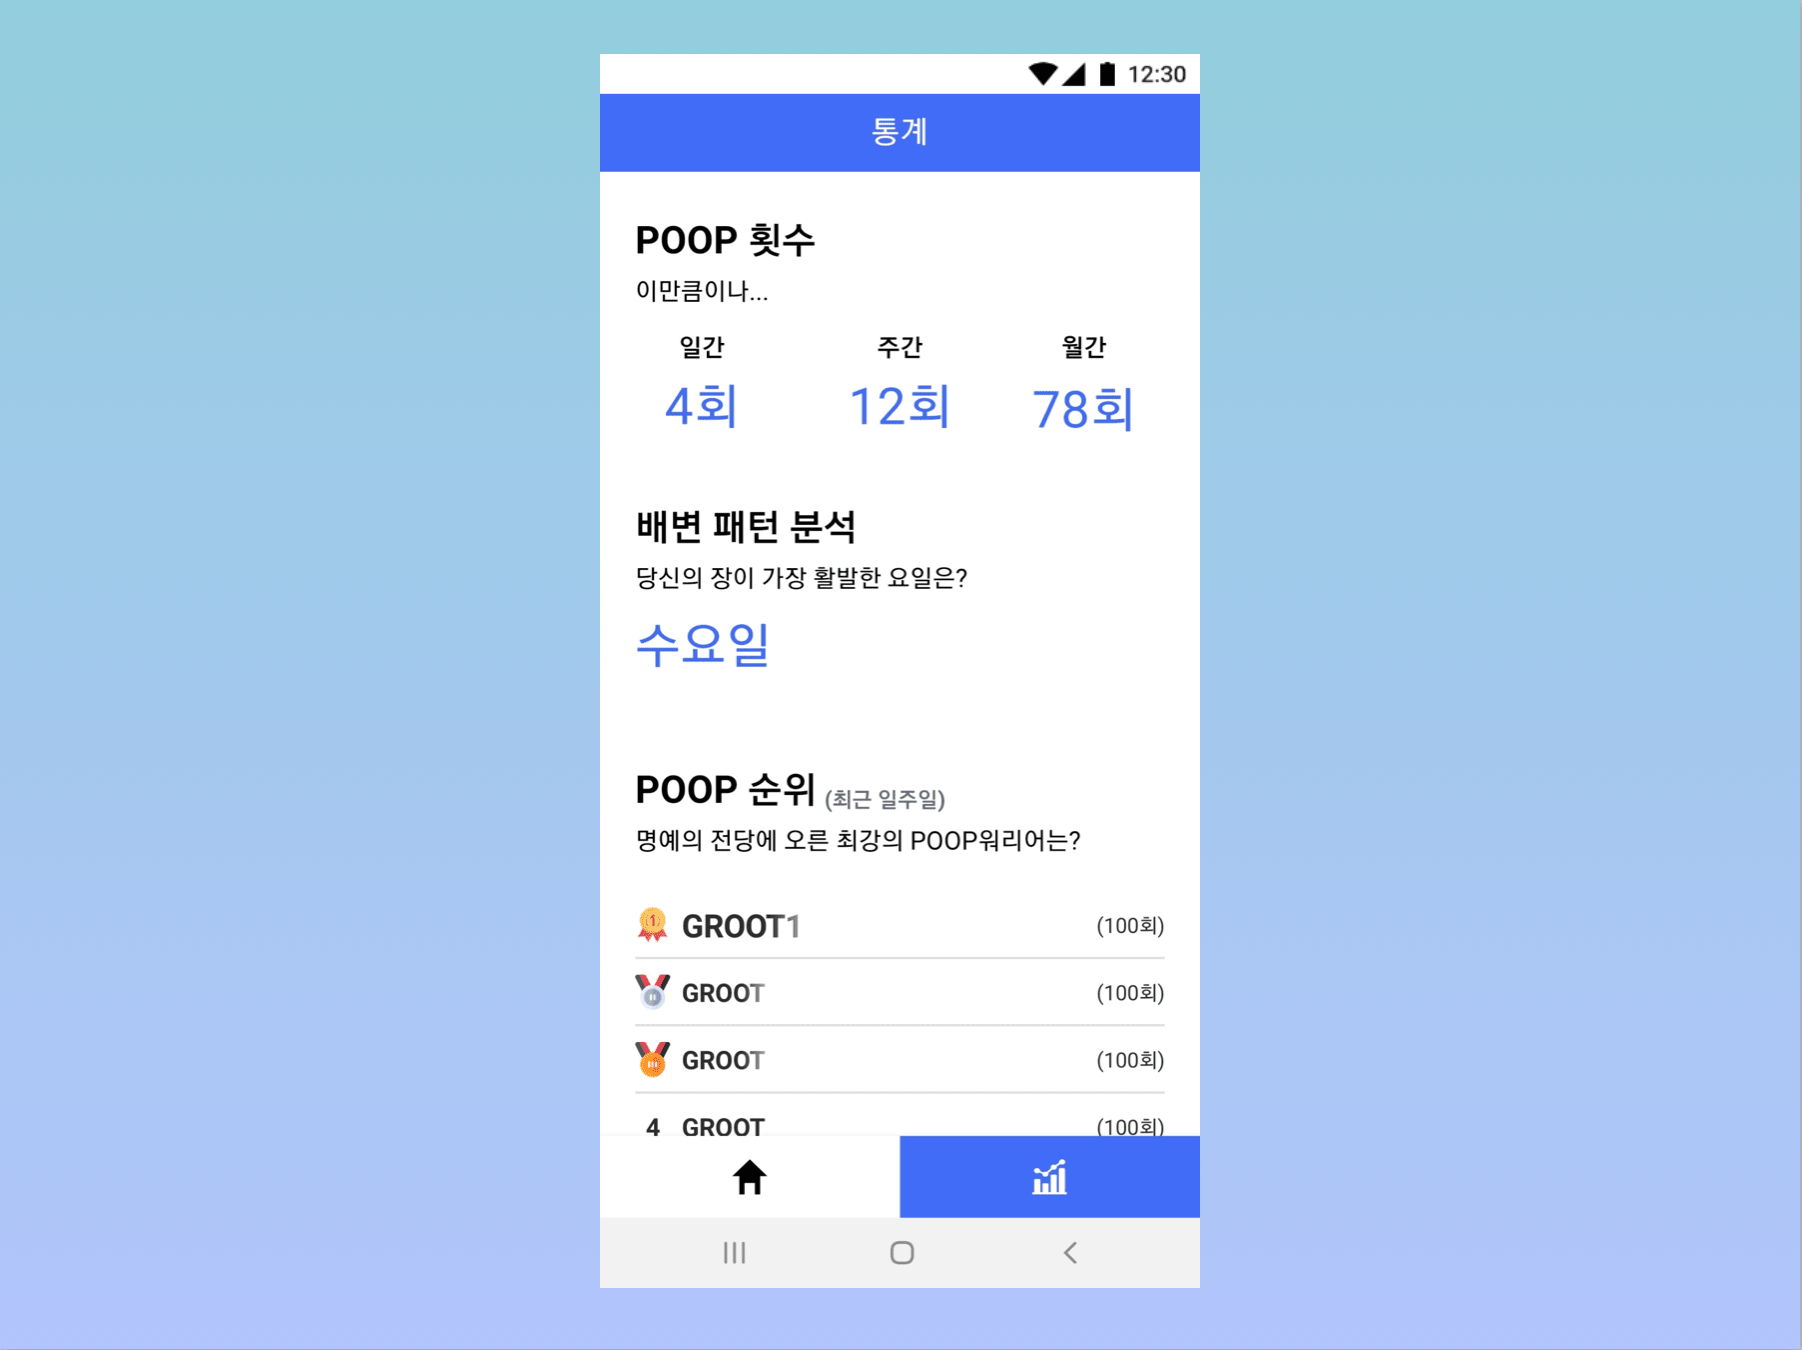 12:30
통계
POOP 횟수
이만큼이나...
일간 주간 월간
4회 12회 78회
배변 패턴 분석
당신의 장이 가장 활발한 요일은?
수요일
POOP 순위 (최근 일주일)
명예의 전당에 오른 최강의 POOP워리어는?
1 GROOT1 (100회)
GROOT (100회)
GROOT (100회)
4 GROOT (100회)